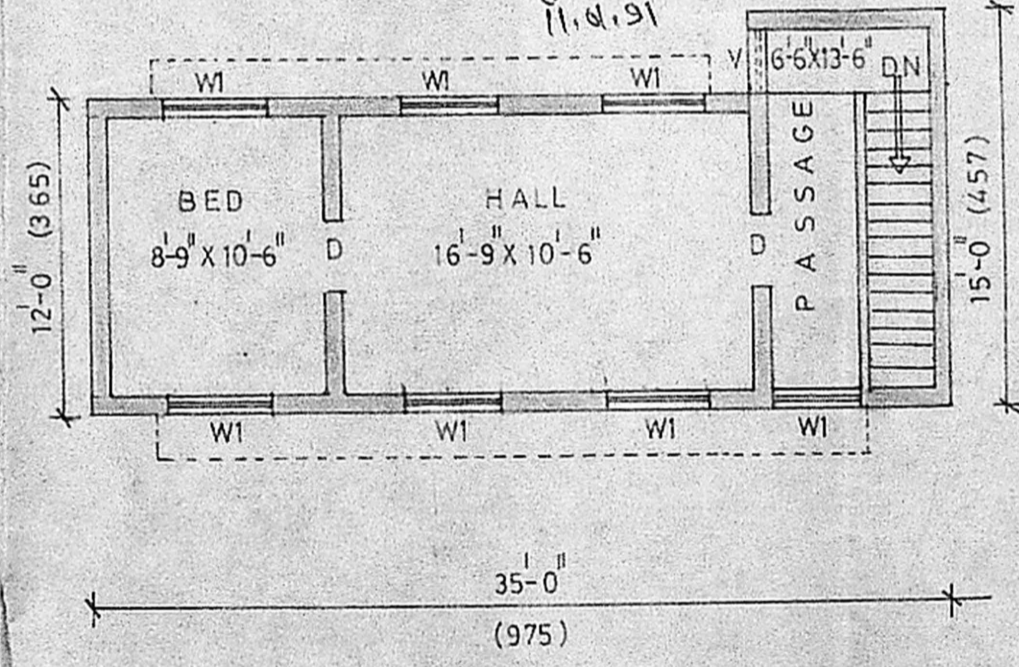 11.9.91
W1 W1 W1 V 6'-6"X13'-6" DN
BED
8'-9" X 10'-6"
D
HALL
16'-9" X 10'-6"
D
PASSAGE
12'-0" (365)
15'-0" (457)
W1 W1 W1 W1
35'-0"
(975)